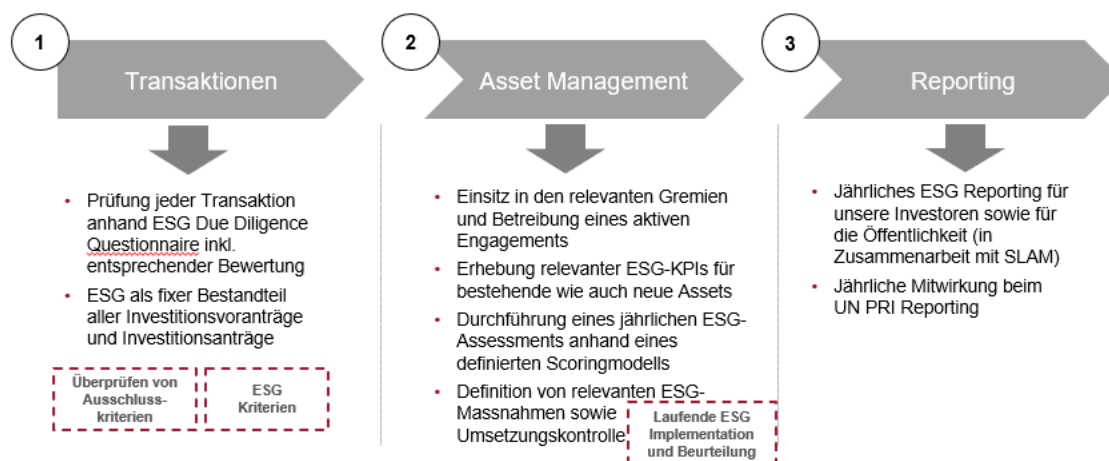 1
Transaktionen
Prüfung jeder Transaktion
anhand ESG Due Diligence
Questionnaire inkl.
entsprechender Bewertung
ESG als fixer Bestandteil
aller Investitionsvoranträge
und Investitionsanträge
Überprüfen von
Ausschluss-
kriterien
ESG
Kriterien
2
Asset Management
Einsitz in den relevanten Gremien
und Betreibung eines aktiven
Engagements
Erhebung relevanter ESG-KPIs für
bestehende wie auch neue Assets
Durchführung eines jährlichen ESG-
Assessments anhand eines
definierten Scoringmodells
Definition von relevanten ESG-
Massnahmen sowie
Umsetzungskontrolle
Laufende ESG
Implementation
und Beurteilung
3
Reporting
Jährliches ESG Reporting für
unsere Investoren sowie für
die Öffentlichkeit (in
Zusammenarbeit mit SLAM)
Jährliche Mitwirkung beim
UN PRI Reporting